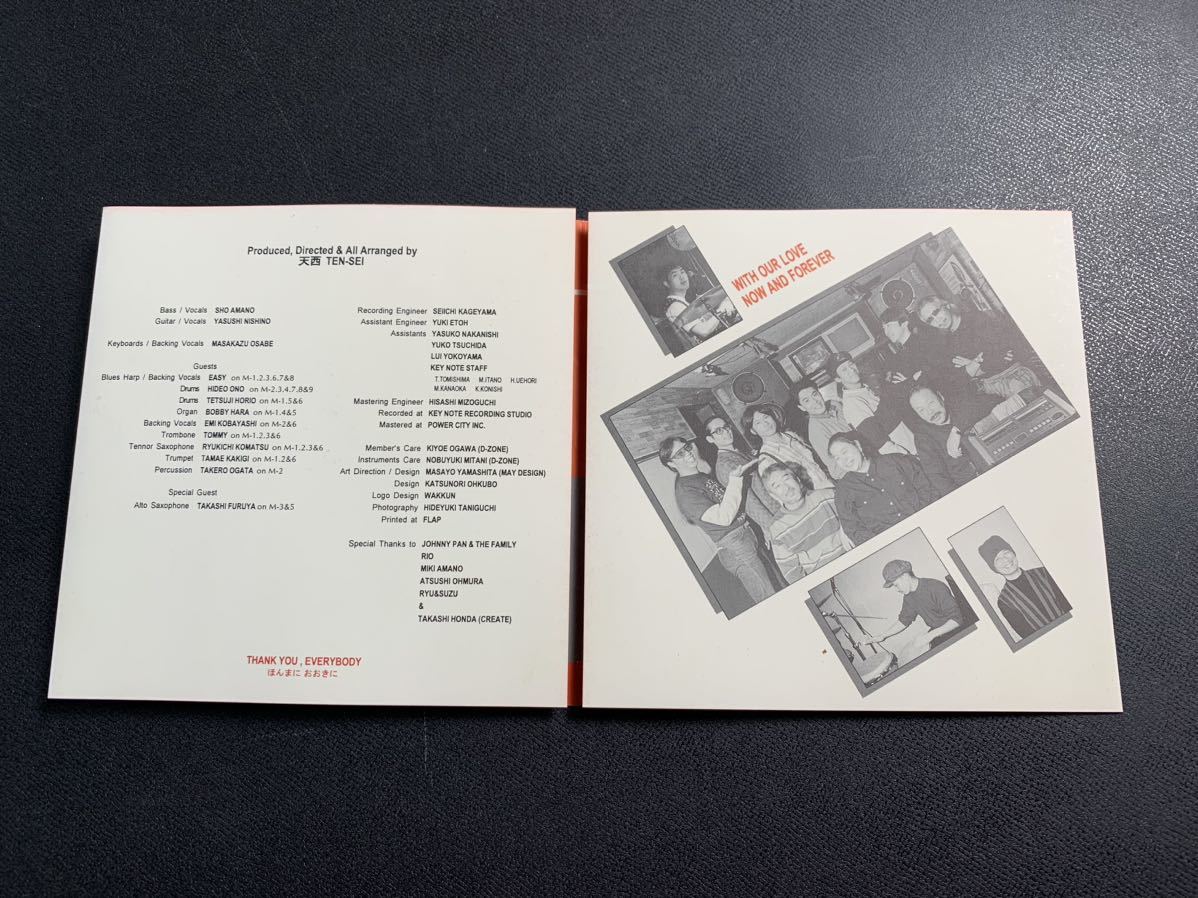 Produced, Directed & All Arranged by
天西 TEN-SEI
Bass / Vocals SHO AMANO
Guitar / Vocals YASUSHI NISHINO
Keyboards / Backing Vocals MASAKAZU OSABE
Guests
Blues Harp / Backing Vocals EASY on M-1.2.3.6.7&8
Drums HIDEO ONO on M-2.3.4.7.8&9
Drums TETSUJI HORIO on M-1.5&6
Organ BOBBY HARA on M-1.4&5
Backing Vocals EMI KOBAYASHI on M-2&6
Trombone TOMMY on M-1.2.3&6
Tennor Saxophone RYUKICHI KOMATSU on M-1.2.3&6
Trumpet TAMAE KAKIGI on M-1.2&6
Percussion TAKERO OGATA on M-2
Special Guest
Alto Saxophone TAKASHI FURUYA on M-3&5
Recording Engineer SEIICHI KAGEYAMA
Assistant Engineer YUKI ETOH
Assistants YASUKO NAKANISHI
YUKO TSUCHIDA
LUI YOKOYAMA
KEY NOTE STAFF
T.TOMISHIMA M.ITANO H.UEHORI
M.KANAOKA K.KONISHI
Mastering Engineer HISASHI MIZOGUCHI
Recorded at KEY NOTE RECORDING STUDIO
Mastered at POWER CITY INC.
Member's Care KIYOE OGAWA (D-ZONE)
Instruments Care NOBUYUKI MITANI (D-ZONE)
Art Direction / Design MASAYO YAMASHITA (MAY DESIGN)
Design KATSUNORI OHKUBO
Logo Design WAKKUN
Photography HIDEYUKI TANIGUCHI
Printed at FLAP
Special Thanks to JOHNNY PAN & THE FAMILY
RIO
MIKI AMANO
ATSUSHI OHMURA
RYU&SUZU
&
TAKASHI HONDA (CREATE)
THANK YOU , EVERYBODY
ほんまに おおきに
WITH OUR LOVE
NOW AND FOREVER